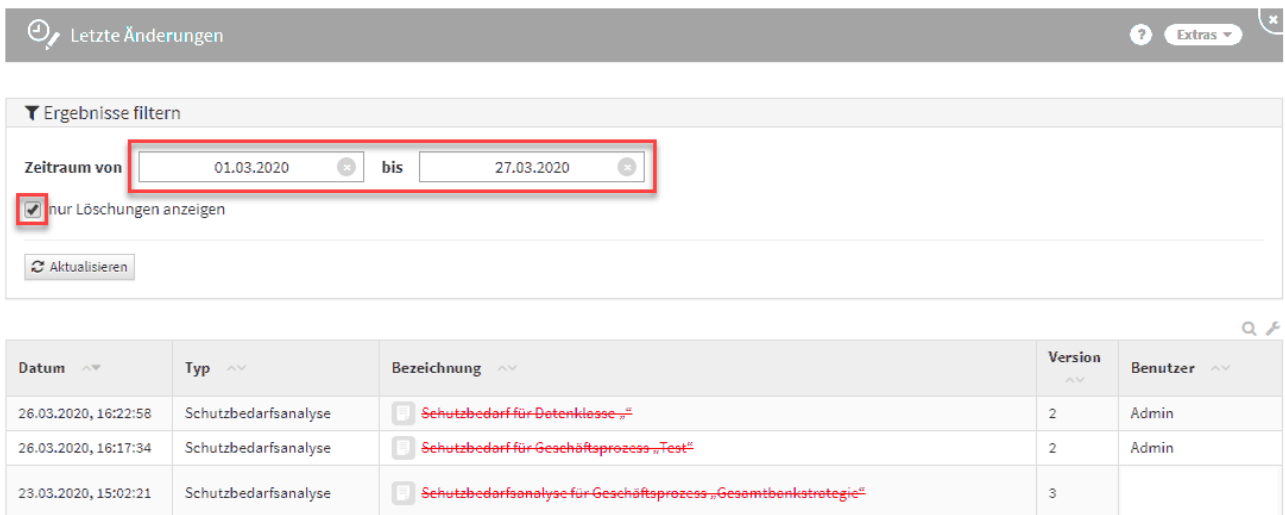 Letzte Änderungen ? Extras
Ergebnisse filtern
Zeitraum von 01.03.2020 bis 27.03.2020
nur Löschungen anzeigen
Aktualisieren
Datum Typ Bezeichnung Version Benutzer
26.03.2020, 16:22:58 Schutzbedarfsanalyse Schutzbedarf für Datenklasse „“ 2 Admin
26.03.2020, 16:17:34 Schutzbedarfsanalyse Schutzbedarf für Geschäftsprozess „Test“ 2 Admin
23.03.2020, 15:02:21 Schutzbedarfsanalyse Schutzbedarfsanalyse für Geschäftsprozess „Gesamtbankstrategie“ 3